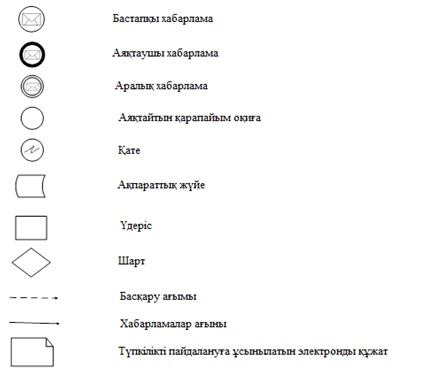 Бастапқы хабарлама
Аяқтаушы хабарлама
Аралық хабарлама
Аяқтайтын қарапайым оқиға
Қате
Ақпараттық жүйе
Үдеріс
Шарт
Басқару ағымы
Хабарламалар ағыны
Түпкілікті пайдалануға ұсынылатын электронды құжат